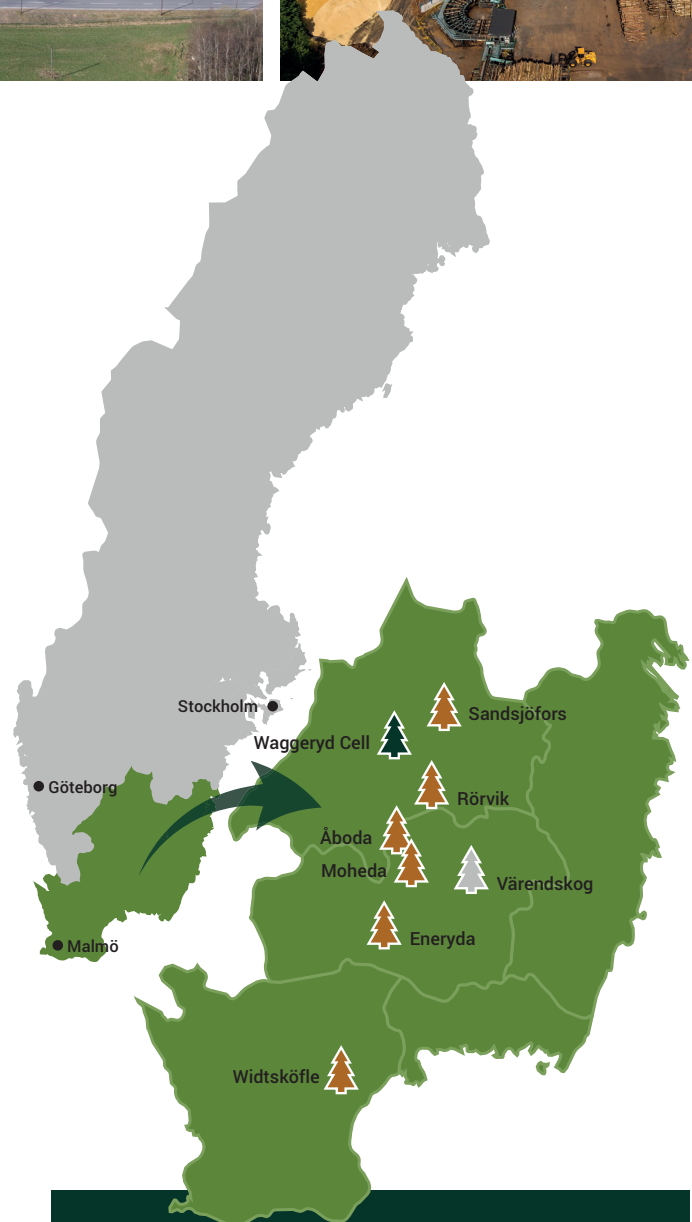 Stockholm
Sandsjöfors
Waggeryd Cell
Göteborg
Rörvik
Åboda
Moheda
Värendskog
Eneryda
Malmö
Widtsköfle